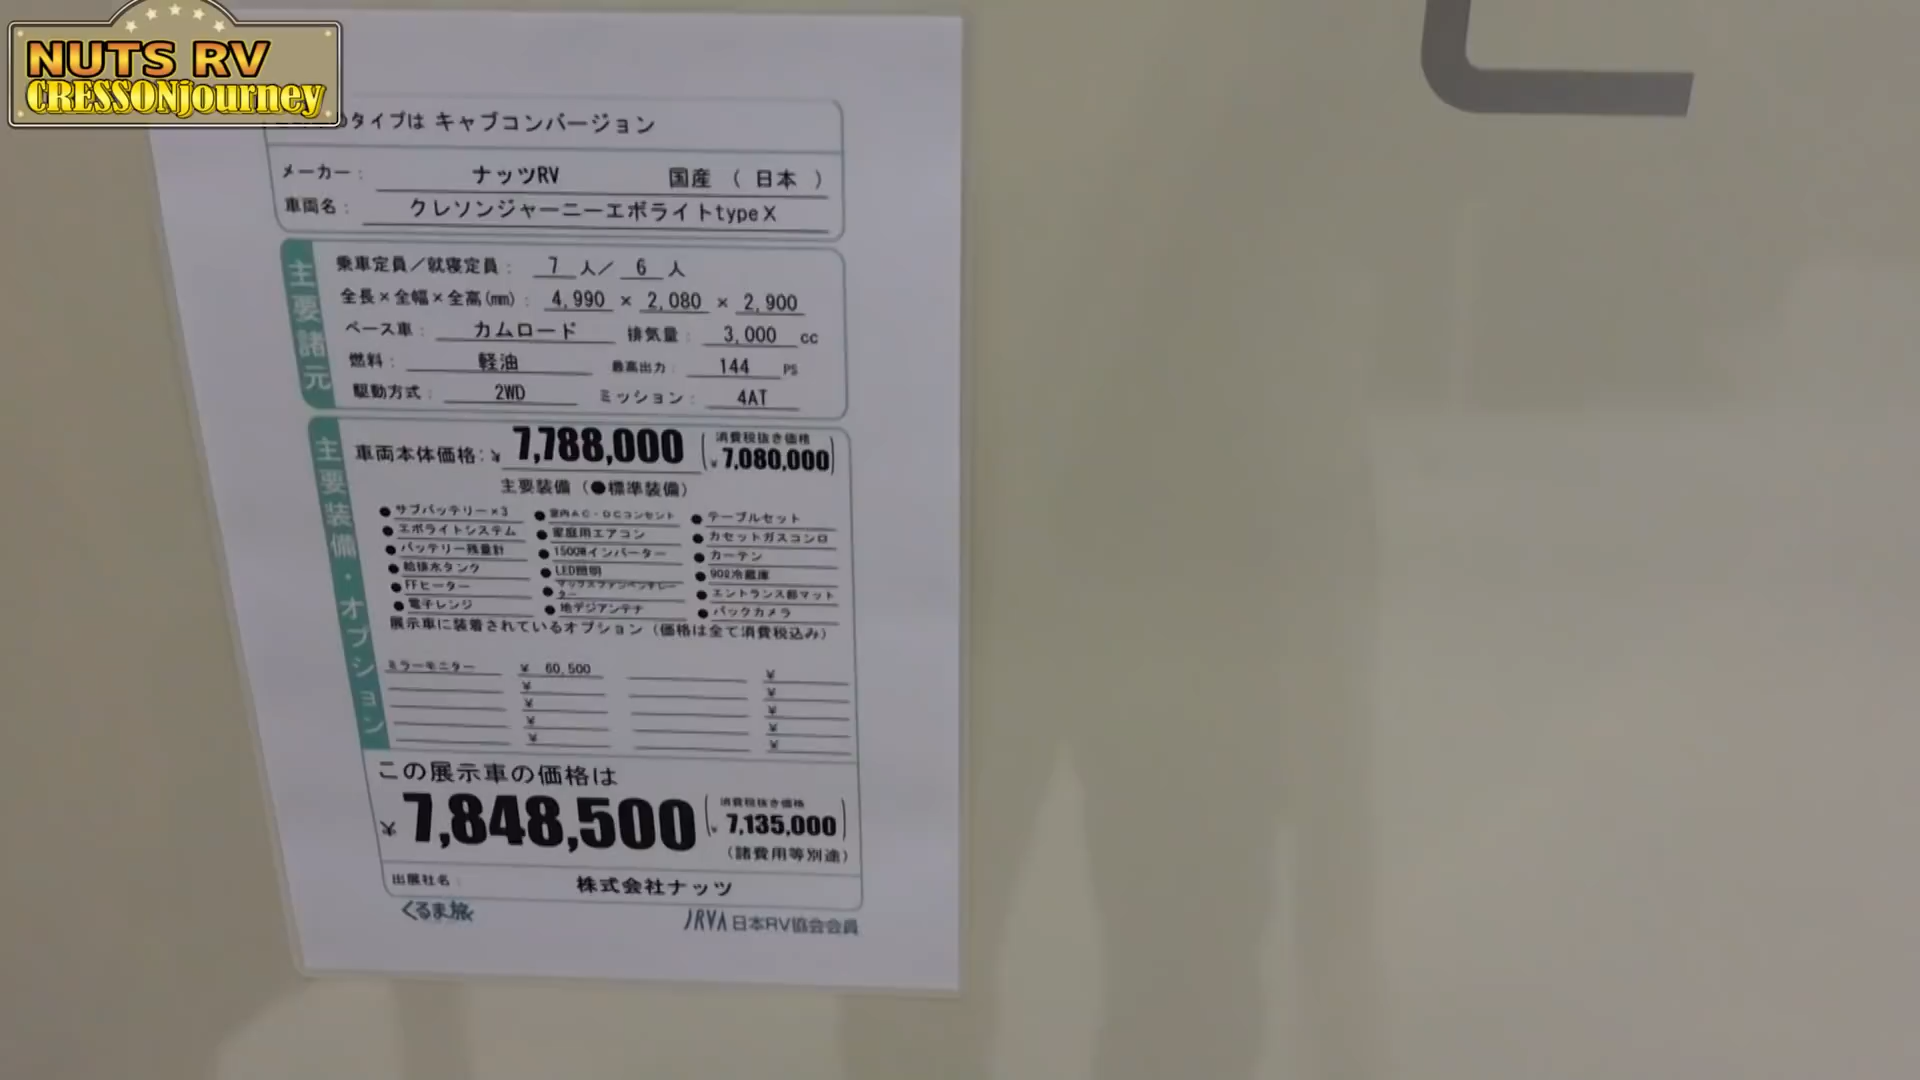 NUTS RV
CRESSONjourney
タイプは キャブコンバージョン
メーカー： ナッツRV 国産 （ 日本 ）
車両名： クレソンジャーニーエボライトtypeX
主要諸元
乗車定員／就寝定員： 7 人／ 6 人
全長×全幅×全高(mm)： 4,990 × 2,080 × 2,900
ベース車： カムロード 排気量： 3,000 cc
燃料： 軽油 最高出力： 144 PS
駆動方式： 2WD ミッション： 4AT
主要装備・オプション
車両本体価格：¥ 7,788,000 （消費税抜き価格 ¥7,080,000）
主要装備（●標準装備）
●サブバッテリー×3 ●室内AC・DCコンセント ●テーブルセット
●エボライトシステム ●家庭用エアコン ●カセットガスコンロ
●バッテリー残量計 ●1500Wインバーター ●カーテン
●給排水タンク ●LED照明 ●90ℓ冷蔵庫
●FFヒーター ●マックスファンベンチレーター ●エントランス部マット
●電子レンジ ●地デジアンテナ ●バックカメラ
展示車に装着されているオプション（価格は全て消費税込み）
ミラーモニター ¥ 60,500 ¥
¥ ¥
¥ ¥
¥ ¥
¥ ¥
この展示車の価格は
¥ 7,848,500 （消費税抜き価格 ¥7,135,000）
（諸費用等別途）
出展社名： 株式会社ナッツ
くるま旅 JRVA 日本RV協会会員